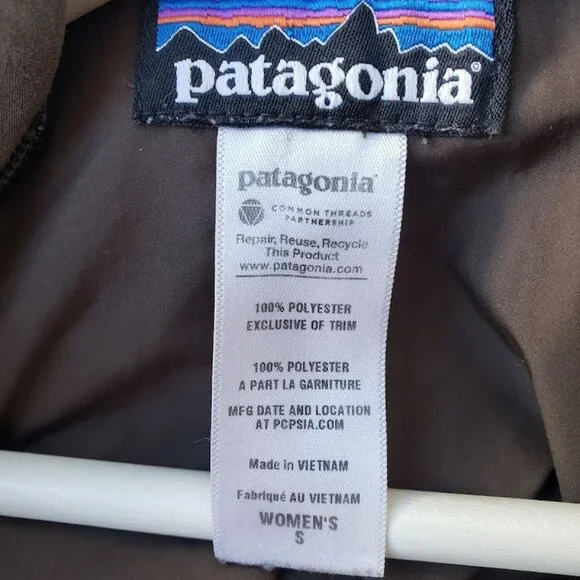 patagonia®
patagonia®
COMMON THREADS
PARTNERSHIP
Repair, Reuse, Recycle
This Product
www.patagonia.com
100% POLYESTER
EXCLUSIVE OF TRIM
100% POLYESTER
A PART LA GARNITURE
MFG DATE AND LOCATION
AT PCPSIA.COM
Made in VIETNAM
Fabriqué AU VIETNAM
WOMEN'S
S